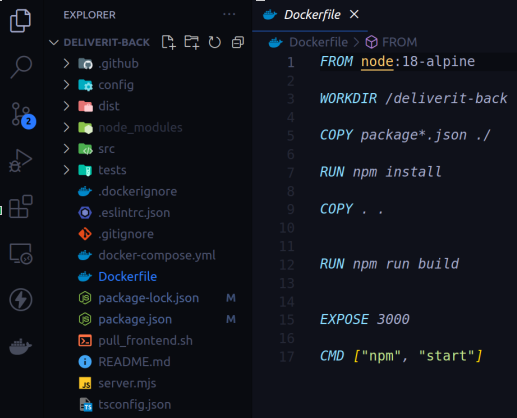 EXPLORER
DELIVERIT-BACK
.github
config
dist
node_modules
src
tests
.dockerignore
.eslintrc.json
.gitignore
docker-compose.yml
Dockerfile
package-lock.json M
package.json M
pull_frontend.sh
README.md
JS server.mjs
TS tsconfig.json
2
Dockerfile
Dockerfile > FROM
1 FROM node:18-alpine
2
3 WORKDIR /deliverit-back
4
5 COPY package*.json ./
6
7 RUN npm install
8
9 COPY . .
10
11
12 RUN npm run build
13
14
15 EXPOSE 3000
16
17 CMD ["npm", "start"]